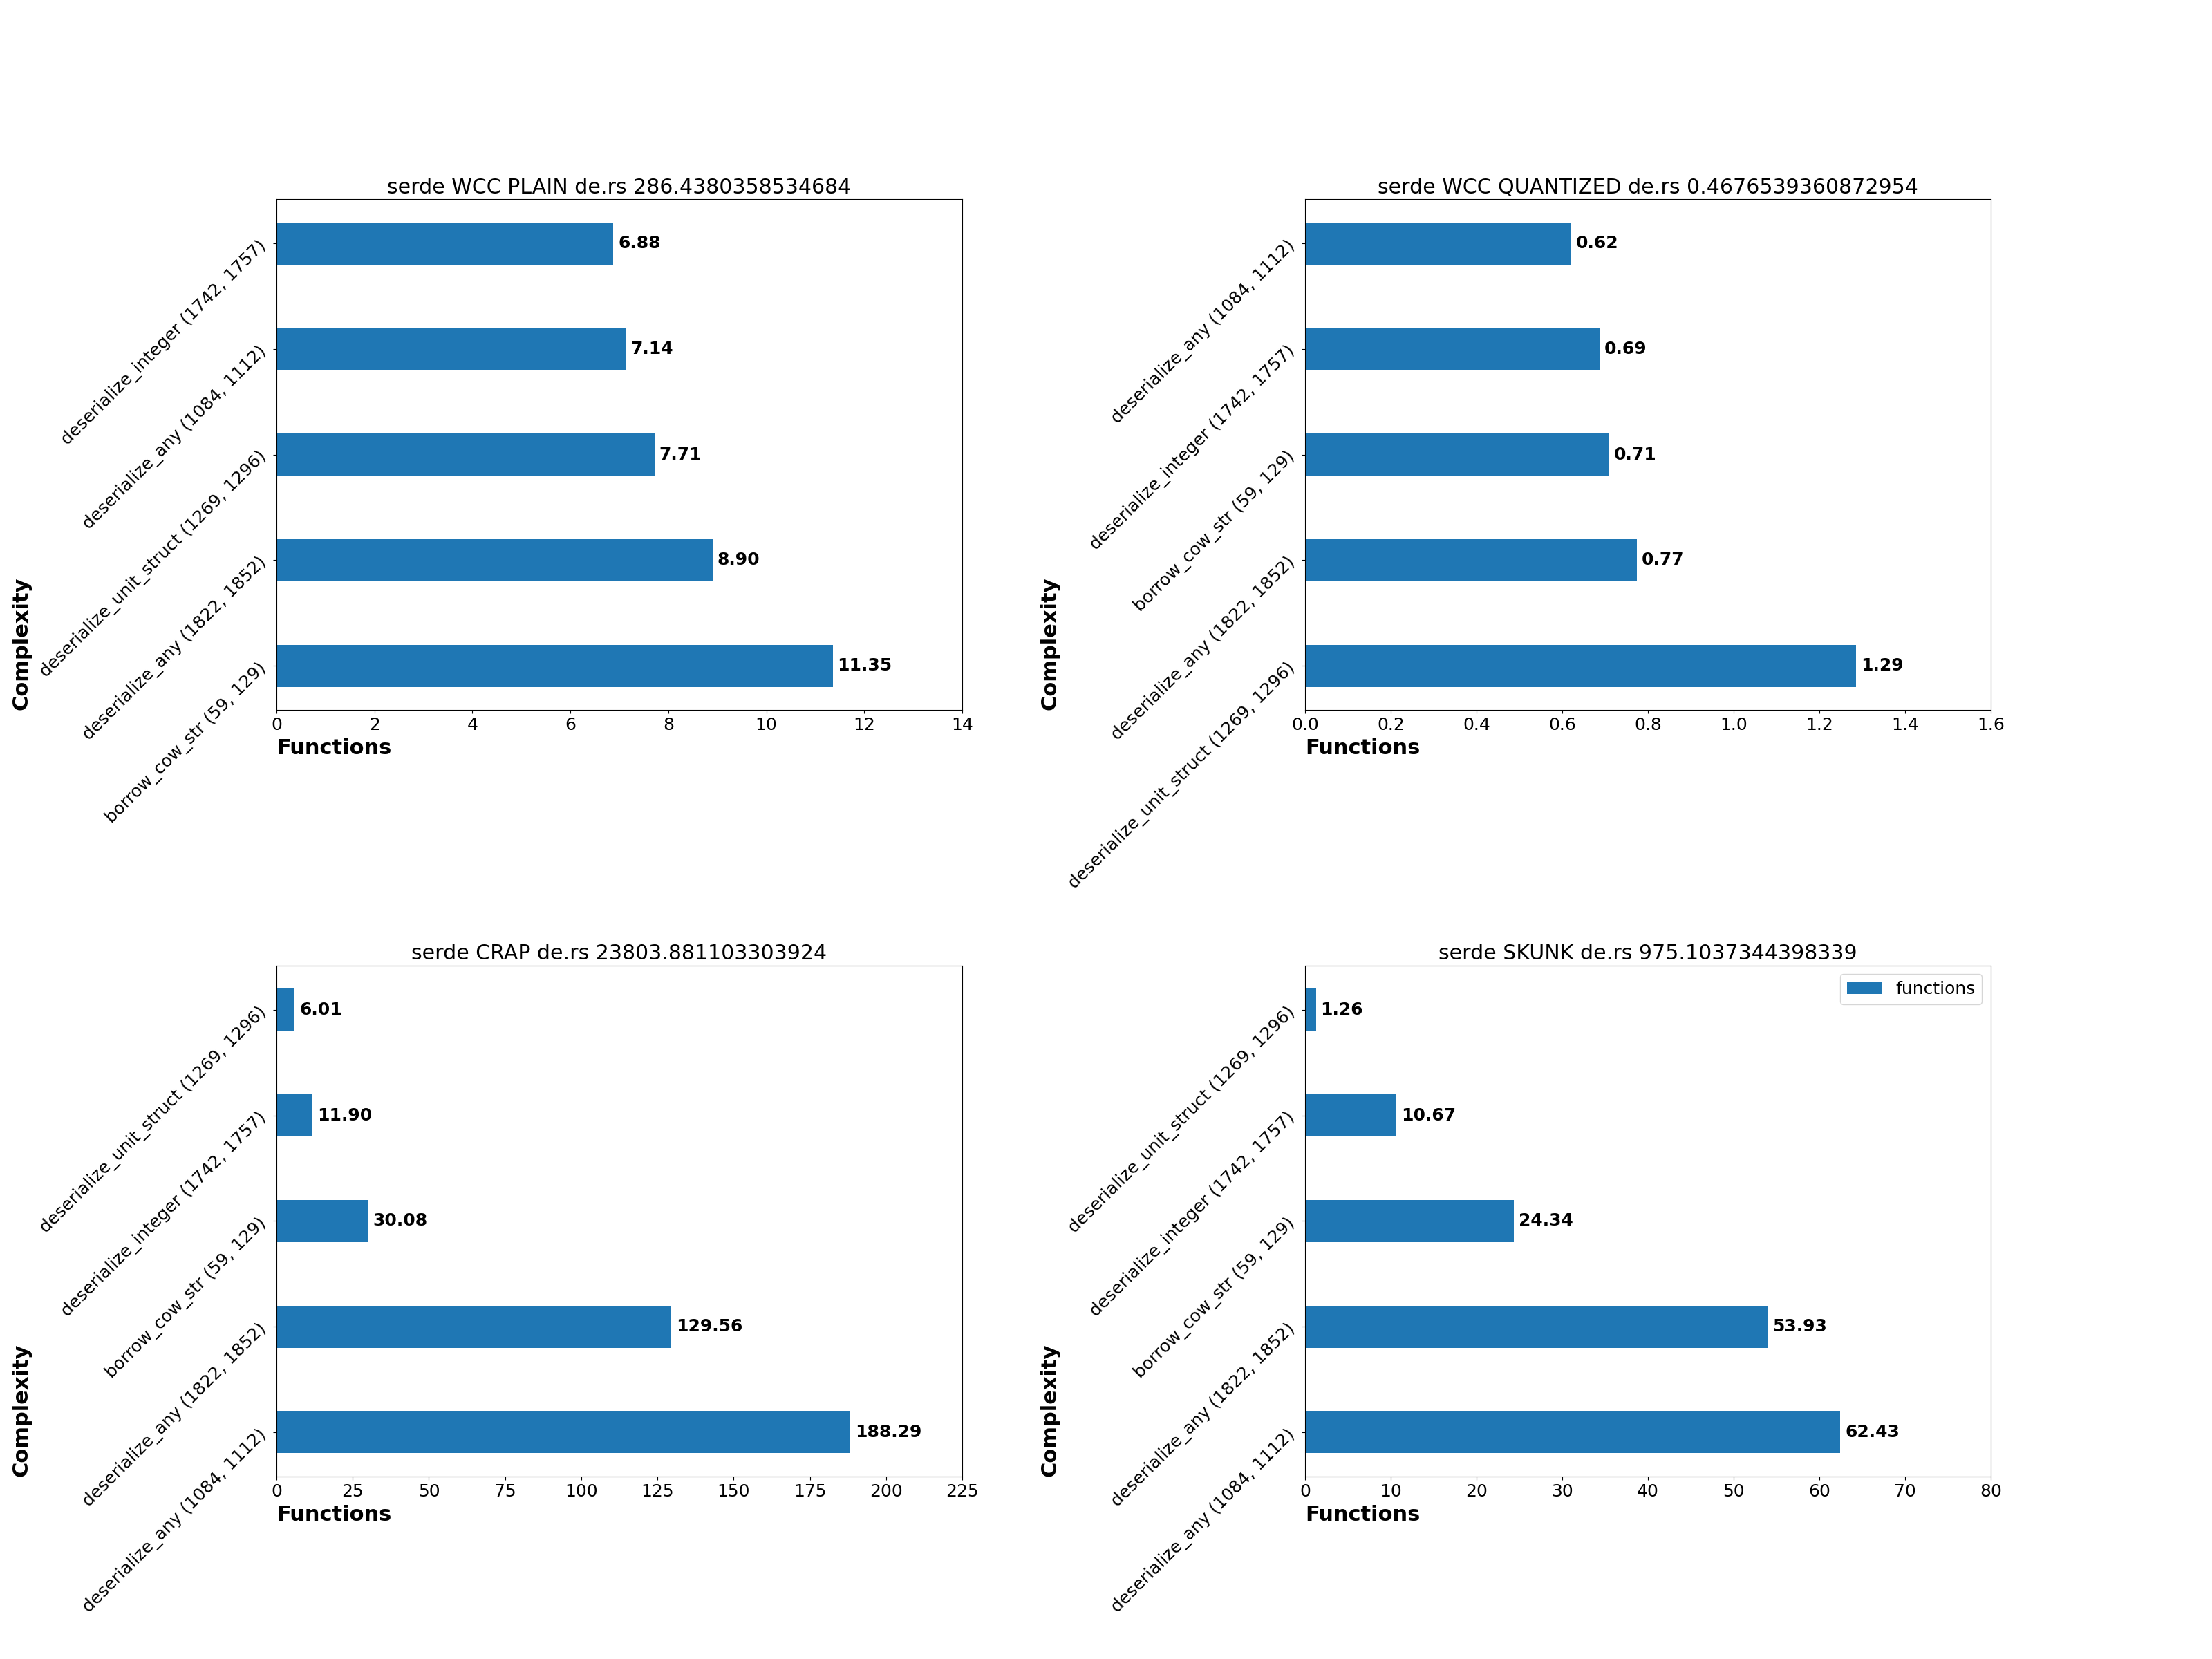 serde WCC PLAIN de.rs 286.4380358534684
Complexity
deserialize_integer (1742, 1757)
deserialize_any (1084, 1112)
deserialize_unit_struct (1269, 1296)
deserialize_any (1822, 1852)
borrow_cow_str (59, 129)
6.88
7.14
7.71
8.90
11.35
0 2 4 6 8 10 12 14
Functions
serde WCC QUANTIZED de.rs 0.4676539360872954
Complexity
deserialize_any (1084, 1112)
deserialize_integer (1742, 1757)
borrow_cow_str (59, 129)
deserialize_any (1822, 1852)
deserialize_unit_struct (1269, 1296)
0.62
0.69
0.71
0.77
1.29
0.0 0.2 0.4 0.6 0.8 1.0 1.2 1.4 1.6
Functions
serde CRAP de.rs 23803.881103303924
Complexity
deserialize_unit_struct (1269, 1296)
deserialize_integer (1742, 1757)
borrow_cow_str (59, 129)
deserialize_any (1822, 1852)
deserialize_any (1084, 1112)
6.01
11.90
30.08
129.56
188.29
0 25 50 75 100 125 150 175 200 225
Functions
serde SKUNK de.rs 975.1037344398339
functions
Complexity
deserialize_unit_struct (1269, 1296)
deserialize_integer (1742, 1757)
borrow_cow_str (59, 129)
deserialize_any (1822, 1852)
deserialize_any (1084, 1112)
1.26
10.67
24.34
53.93
62.43
0 10 20 30 40 50 60 70 80
Functions